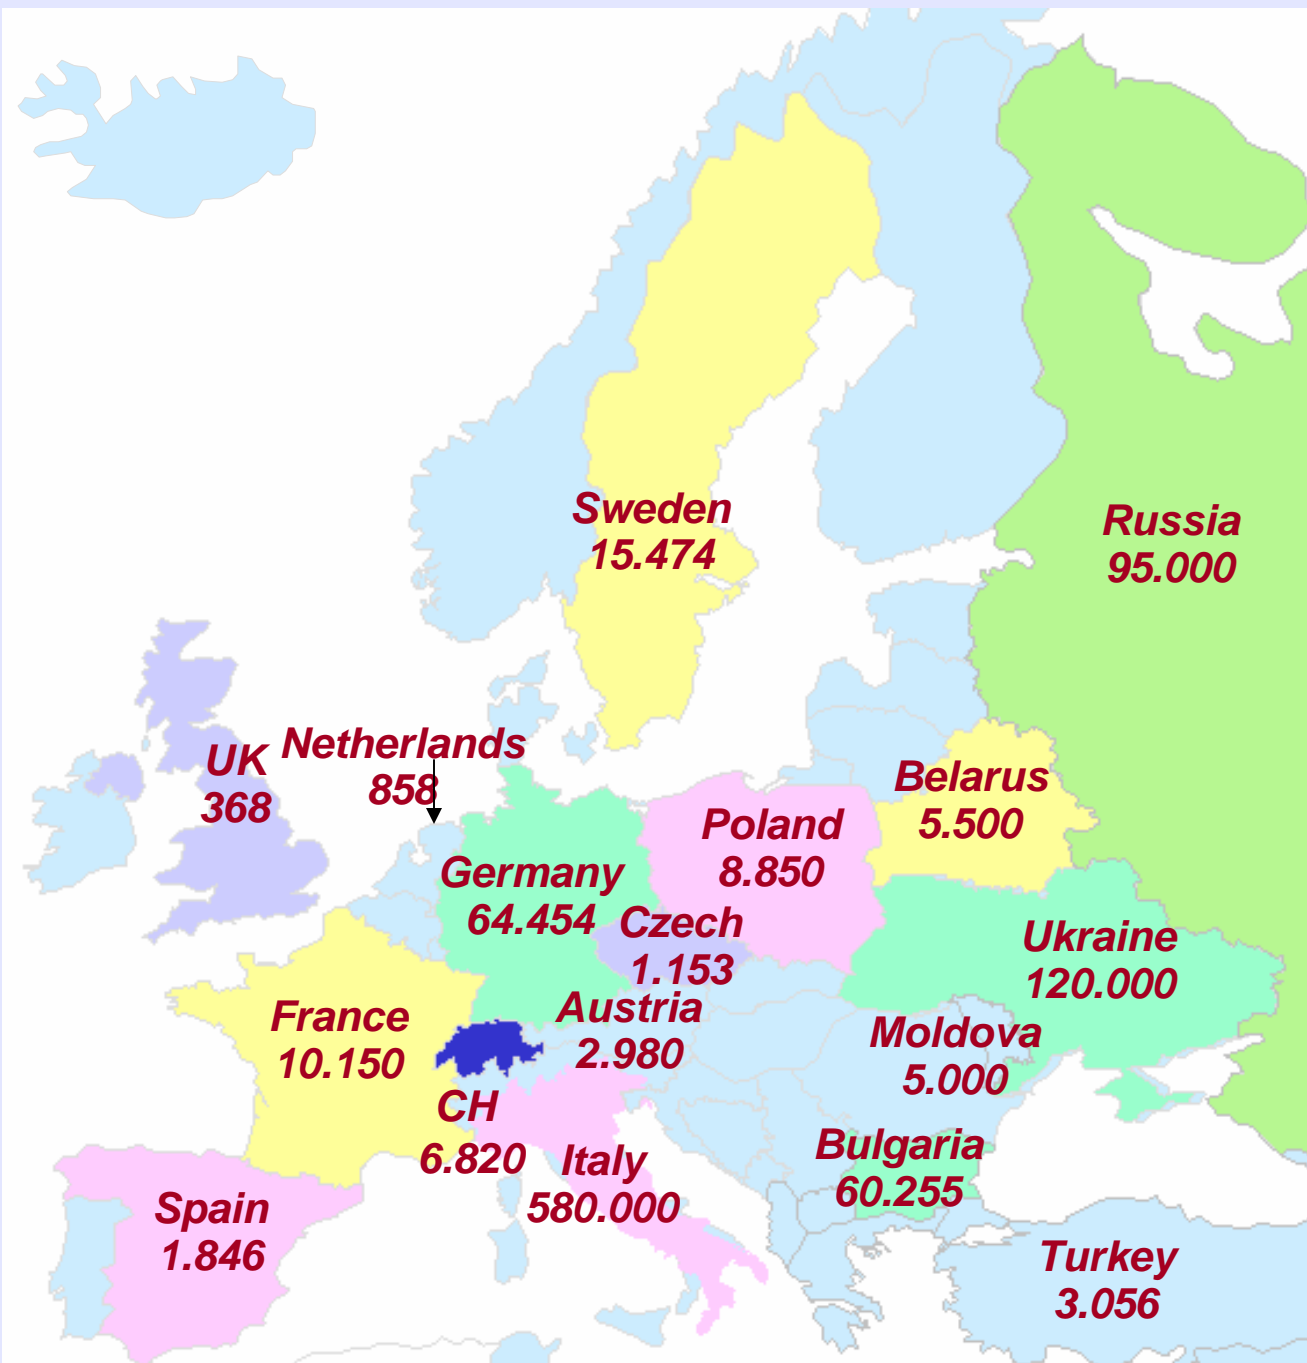 Sweden
15.474
Russia
95.000
UK
368
Netherlands
858
Belarus
5.500
Poland
8.850
Germany
64.454
Czech
1.153
Ukraine
120.000
Austria
2.980
France
10.150
Moldova
5.000
CH
6.820
Italy
580.000
Bulgaria
60.255
Spain
1.846
Turkey
3.056